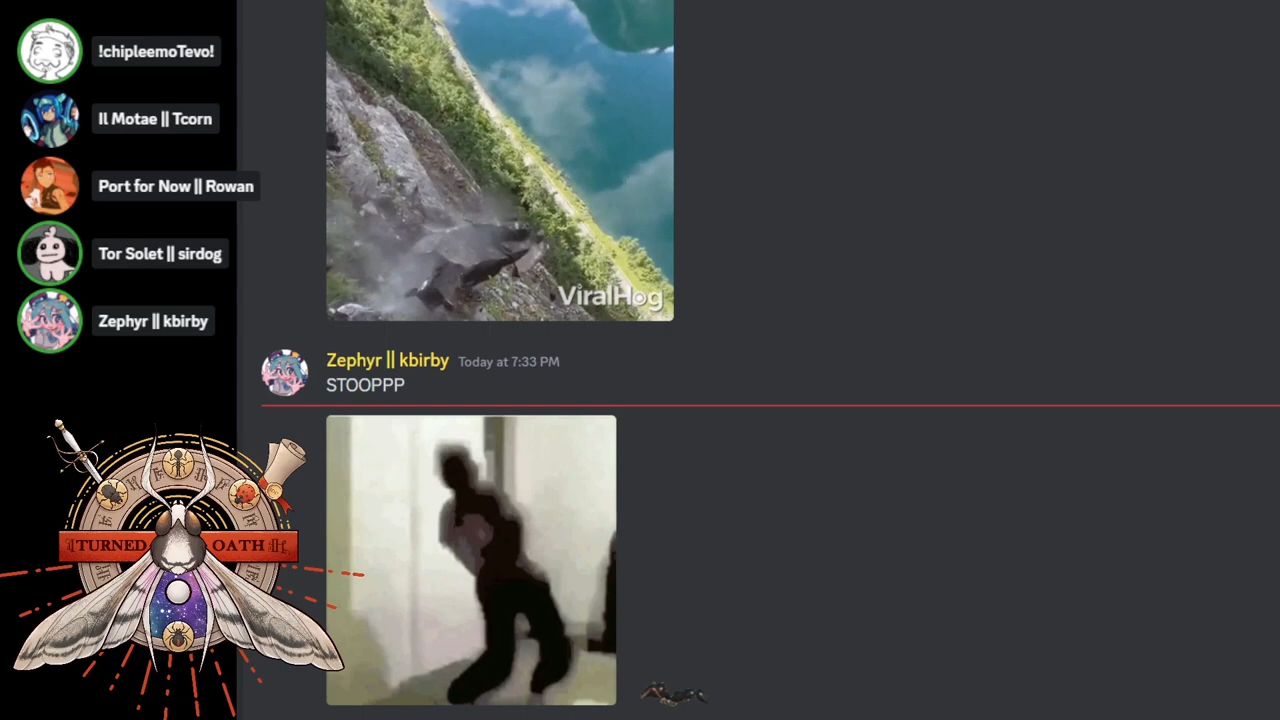 !chipleemoTevo!
Il Motae || Tcorn
Port for Now || Rowan
Tor Solet || sirdog
Zephyr || kbirby
ViralHog
Zephyr || kbirby Today at 7:33 PM
STOOPPP
TURNED OATH